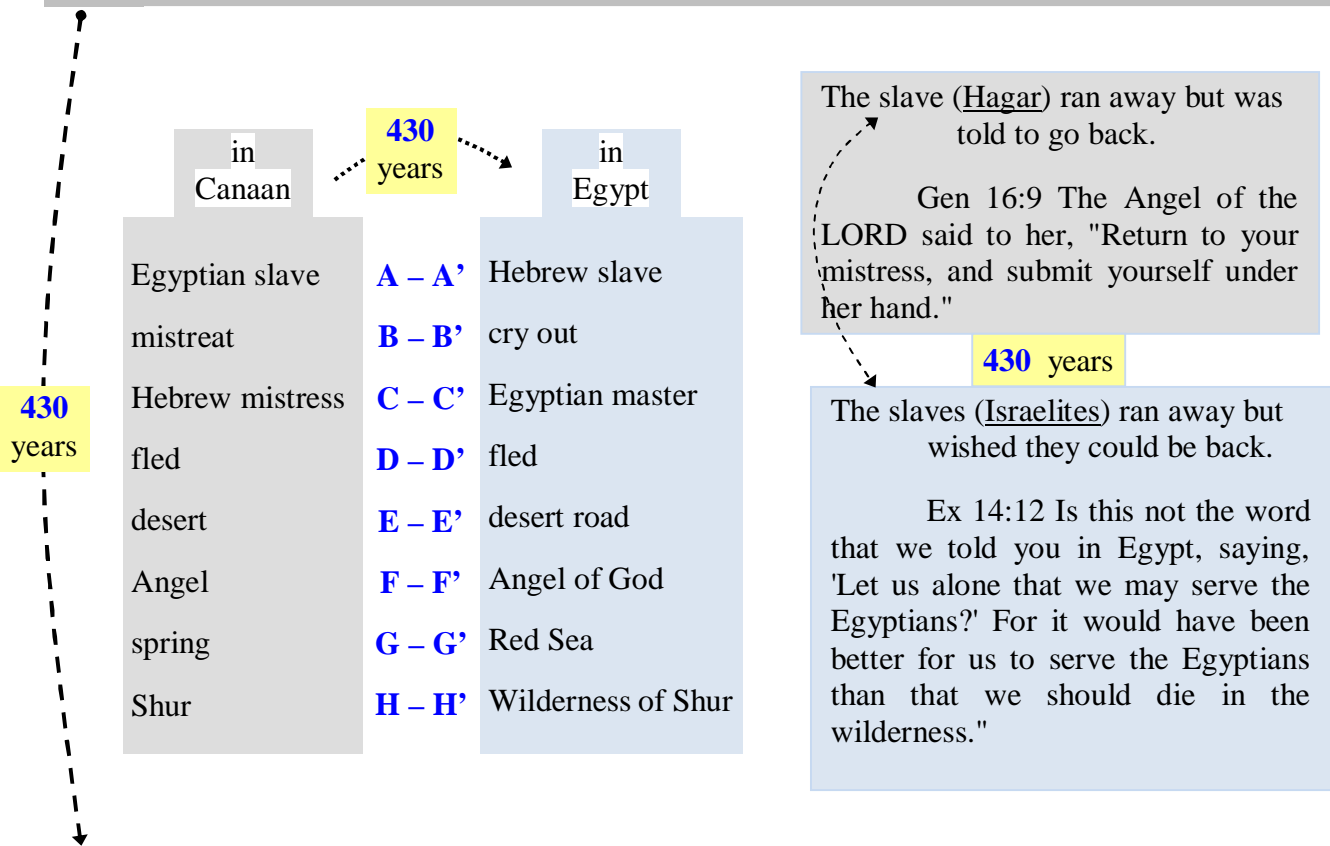 430
years
in
Canaan
430
years
in
Egypt
Egyptian slave A – A’ Hebrew slave
mistreat B – B’ cry out
Hebrew mistress C – C’ Egyptian master
fled D – D’ fled
desert E – E’ desert road
Angel F – F’ Angel of God
spring G – G’ Red Sea
Shur H – H’ Wilderness of Shur
The slave (Hagar) ran away but was
told to go back.
Gen 16:9 The Angel of the
LORD said to her, "Return to your
mistress, and submit yourself under
her hand."
430 years
The slaves (Israelites) ran away but
wished they could be back.
Ex 14:12 Is this not the word
that we told you in Egypt, saying,
'Let us alone that we may serve the
Egyptians?' For it would have been
better for us to serve the Egyptians
than that we should die in the
wilderness."